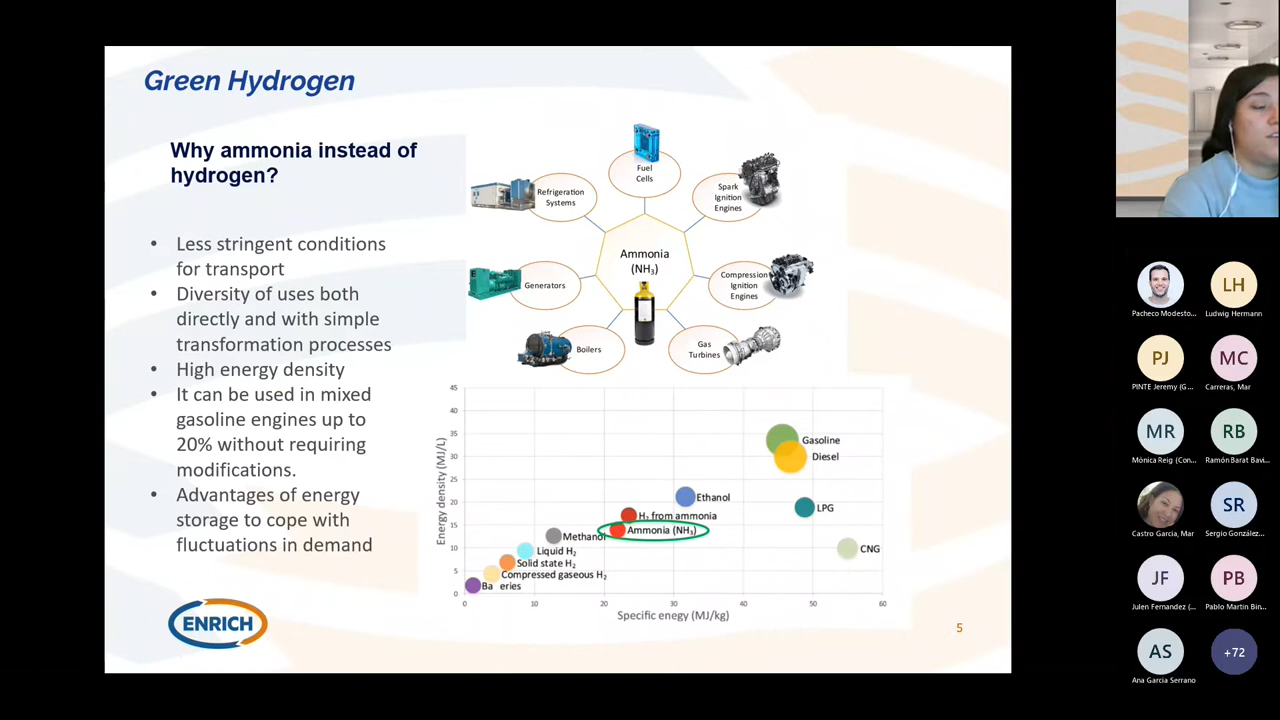 Green Hydrogen
Why ammonia instead of
hydrogen?
• Less stringent conditions
for transport
• Diversity of uses both
directly and with simple
transformation processes
• High energy density
• It can be used in mixed
gasoline engines up to
20% without requiring
modifications.
• Advantages of energy
storage to cope with
fluctuations in demand
Fuel
Cells
Refrigeration
Systems
Spark
Ignition
Engines
Ammonia
(NH₃)
Generators
Compression
Ignition
Engines
Boilers
Gas
Turbines
Energy density (MJ/L)
45
40
35
30
25
20
15
10
5
0
Gasoline
Diesel
Ethanol
LPG
H₂ from ammonia
Ammonia (NH₃)
Methanol
CNG
Liquid H₂
Solid state H₂
Compressed gaseous H₂
Ba eries
0 10 20 30 40 50 60
Specific enegy (MJ/kg)
ENRICH
5
Pacheco Modesto...
LH
Ludwig Hermann
PJ
PINTE Jeremy (G...
MC
Carreras, Mar
MR
Mònica Reig (Con...
RB
Ramón Barat Bavi...
Castro Garcia, Mar
SR
Sergio González...
JF
Julen Fernandez (...
PB
Pablo Martin Bin...
AS
Ana Garcia Serrano
+72